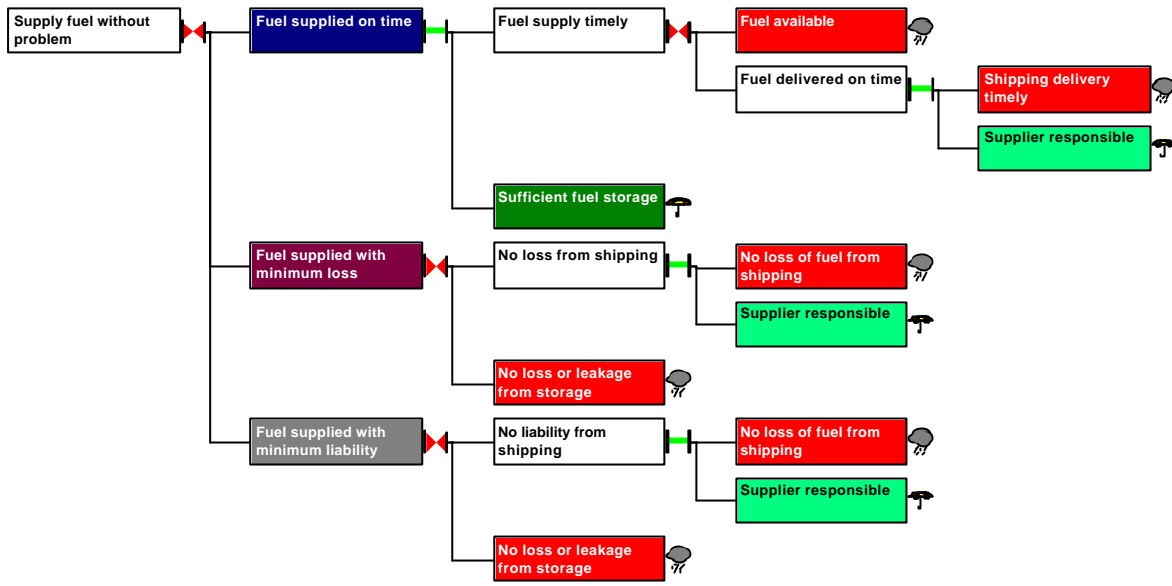 Supply fuel without
problem
Fuel supplied on time
Fuel supply timely
Fuel available
Fuel delivered on time
Shipping delivery
timely
Supplier responsible
Sufficient fuel storage
Fuel supplied with
minimum loss
No loss from shipping
No loss of fuel from
shipping
Supplier responsible
No loss or leakage
from storage
Fuel supplied with
minimum liability
No liability from
shipping
No loss of fuel from
shipping
Supplier responsible
No loss or leakage
from storage